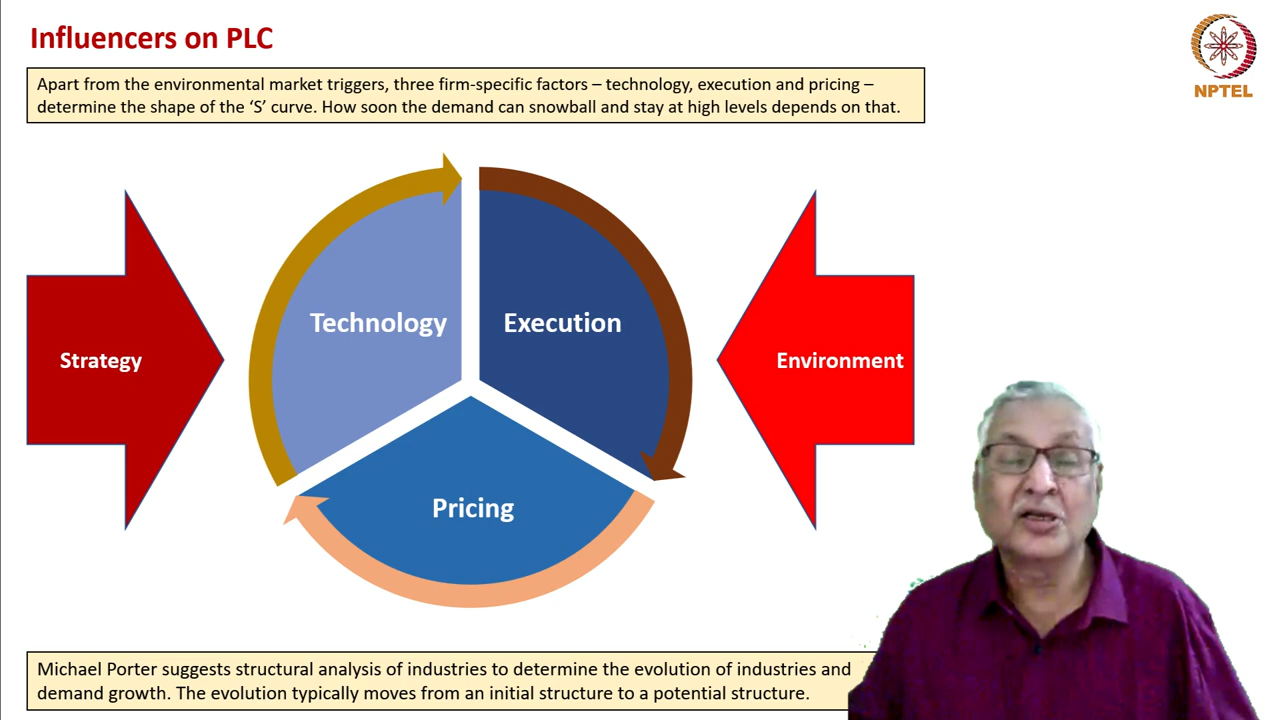 Influencers on PLC
NPTEL
Apart from the environmental market triggers, three firm-specific factors – technology, execution and pricing –
determine the shape of the ‘S’ curve. How soon the demand can snowball and stay at high levels depends on that.
Technology
Execution
Strategy
Environment
Pricing
Michael Porter suggests structural analysis of industries to determine the evolution of industries and
demand growth. The evolution typically moves from an initial structure to a potential structure.